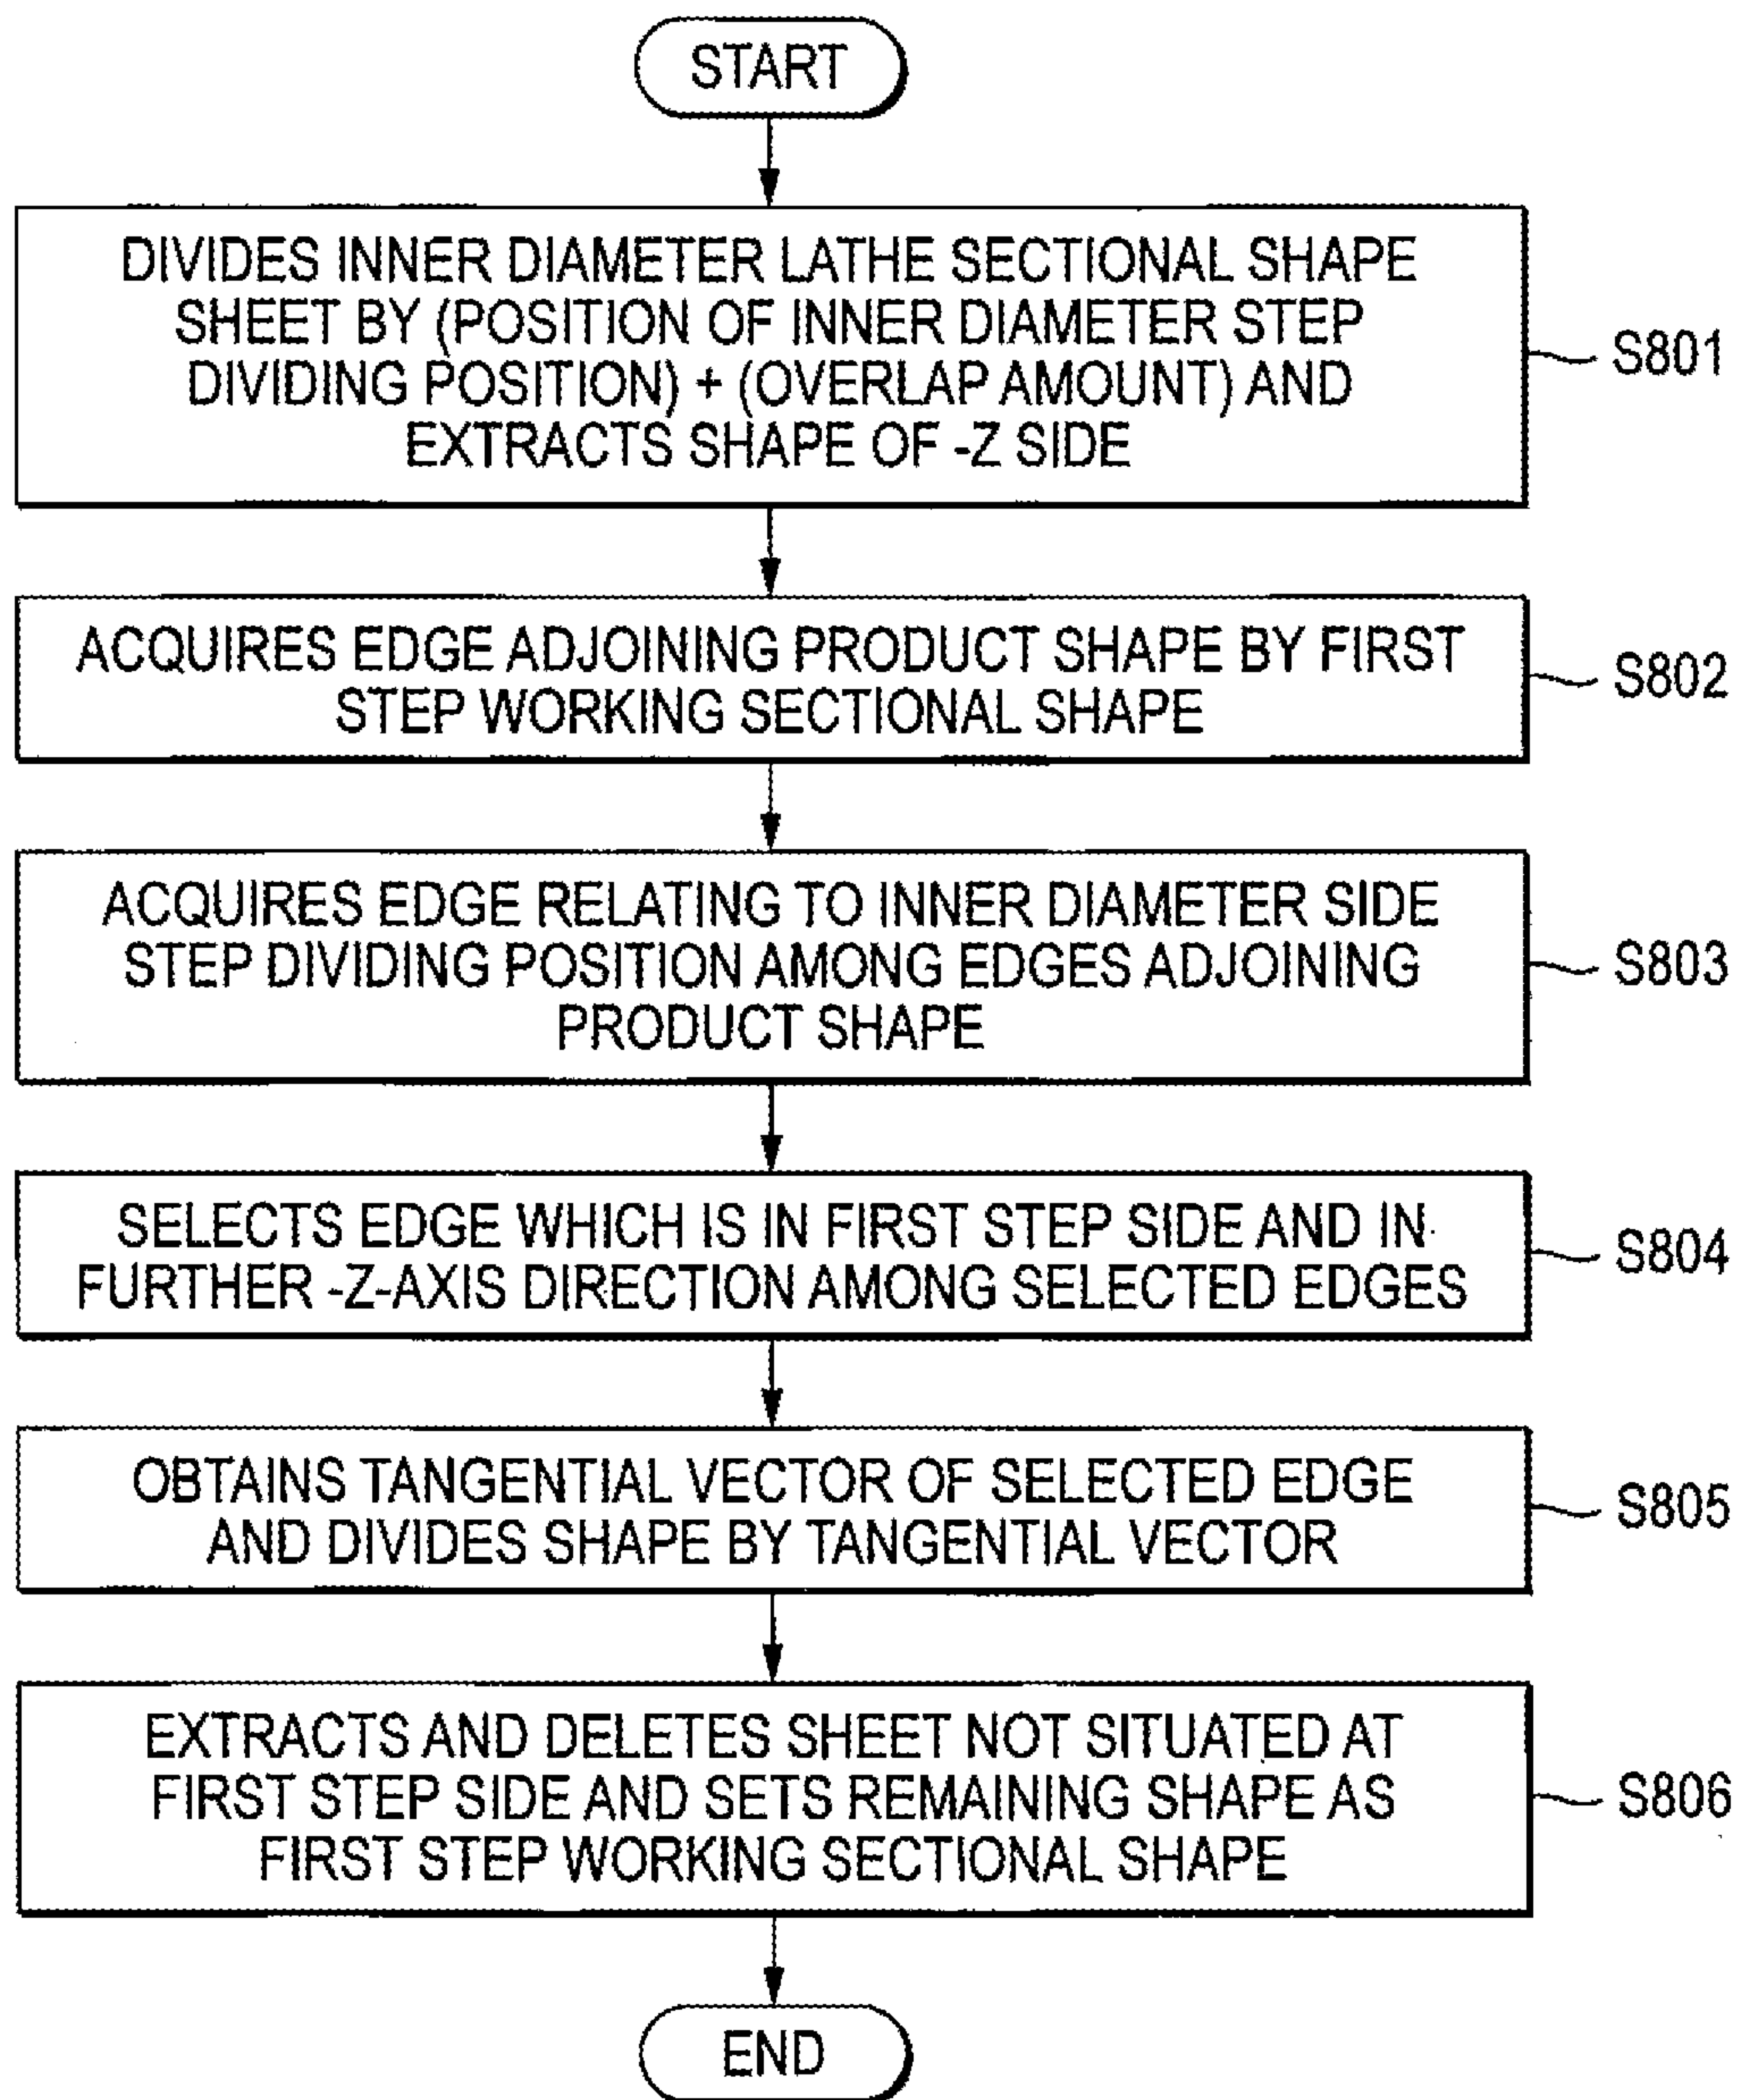 START
DIVIDES INNER DIAMETER LATHE SECTIONAL SHAPE
SHEET BY (POSITION OF INNER DIAMETER STEP
DIVIDING POSITION) + (OVERLAP AMOUNT) AND
EXTRACTS SHAPE OF -Z SIDE
S801
ACQUIRES EDGE ADJOINING PRODUCT SHAPE BY FIRST
STEP WORKING SECTIONAL SHAPE
S802
ACQUIRES EDGE RELATING TO INNER DIAMETER SIDE
STEP DIVIDING POSITION AMONG EDGES ADJOINING
PRODUCT SHAPE
S803
SELECTS EDGE WHICH IS IN FIRST STEP SIDE AND IN
FURTHER -Z-AXIS DIRECTION AMONG SELECTED EDGES
S804
OBTAINS TANGENTIAL VECTOR OF SELECTED EDGE
AND DIVIDES SHAPE BY TANGENTIAL VECTOR
S805
EXTRACTS AND DELETES SHEET NOT SITUATED AT
FIRST STEP SIDE AND SETS REMAINING SHAPE AS
FIRST STEP WORKING SECTIONAL SHAPE
S806
END